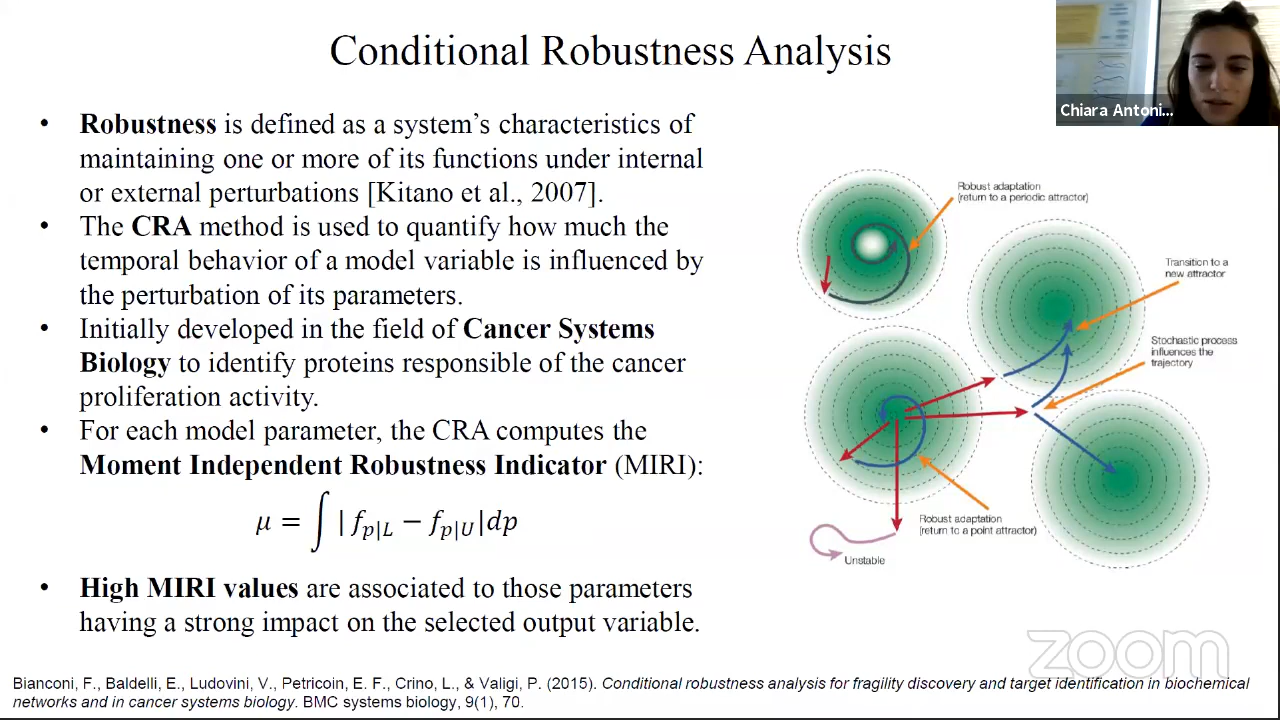 Conditional Robustness Analysis
Chiara Antoni...
• Robustness is defined as a system's characteristics of
maintaining one or more of its functions under internal
or external perturbations [Kitano et al., 2007].
• The CRA method is used to quantify how much the
temporal behavior of a model variable is influenced by
the perturbation of its parameters.
• Initially developed in the field of Cancer Systems
Biology to identify proteins responsible of the cancer
proliferation activity.
• For each model parameter, the CRA computes the
Moment Independent Robustness Indicator (MIRI):
μ = ∫ | f_{p|L} − f_{p|U} | dp
• High MIRI values are associated to those parameters
having a strong impact on the selected output variable.
Robust adaptation
(return to a periodic attractor)
Transition to a
new attractor
Stochastic process
influences the
trajectory
Robust adaptation
(return to a point attractor)
Unstable
zoom
Bianconi, F., Baldelli, E., Ludovini, V., Petricoin, E. F., Crino, L., & Valigi, P. (2015). Conditional robustness analysis for fragility discovery and target identification in biochemical
networks and in cancer systems biology. BMC systems biology, 9(1), 70.